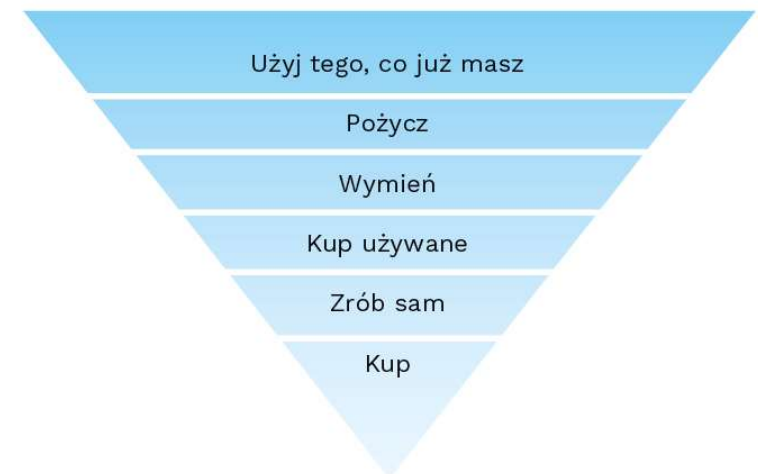 Użyj tego, co już masz
Pożycz
Wymień
Kup używane
Zrób sam
Kup